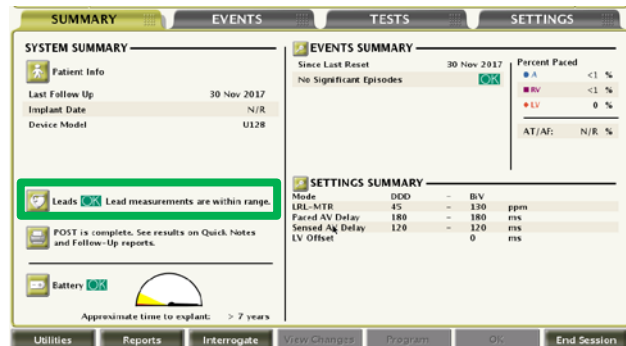 SUMMARY EVENTS TESTS SETTINGS
SYSTEM SUMMARY
Patient Info
Last Follow Up 30 Nov 2017
Implant Date N/R
Device Model U128
Leads OK Lead measurements are within range.
POST is complete. See results on Quick Notes
and Follow-Up reports.
Battery OK
Approximate time to explant: > 7 years
EVENTS SUMMARY
Since Last Reset 30 Nov 2017
No Significant Episodes OK
Percent Paced
A <1 %
RV <1 %
LV 0 %
AT/AF: N/R %
SETTINGS SUMMARY
Mode DDD - BiV
LRL-MTR 45 - 130 ppm
Paced AV Delay 180 - 180 ms
Sensed AV Delay 120 - 120 ms
LV Offset 0 ms
Utilities Reports Interrogate View Changes Program OK End Session